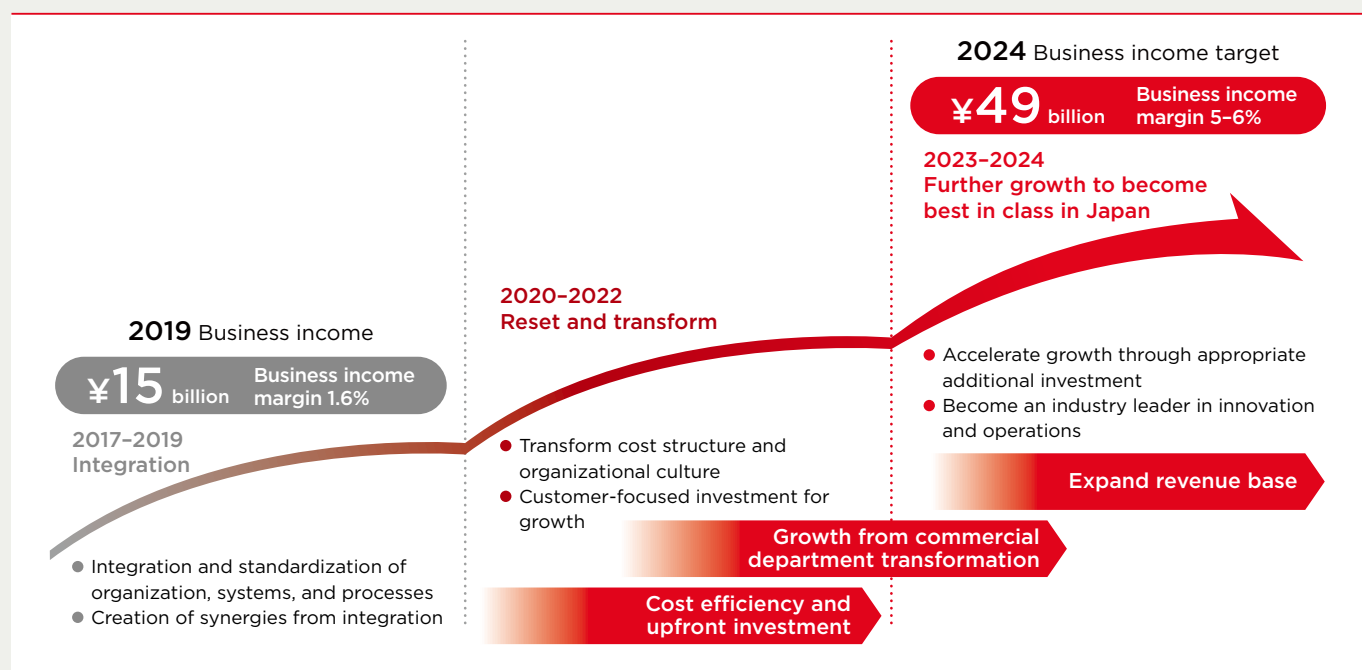 2019 Business income
¥15 billion
Business income
margin 1.6%
2017–2019
Integration
● Integration and standardization of
organization, systems, and processes
● Creation of synergies from integration
2020–2022
Reset and transform
● Transform cost structure and
organizational culture
● Customer-focused investment for
growth
Growth from commercial
department transformation
Cost efficiency and
upfront investment
2024 Business income target
¥49 billion
Business income
margin 5–6%
2023–2024
Further growth to become
best in class in Japan
● Accelerate growth through appropriate
additional investment
● Become an industry leader in innovation
and operations
Expand revenue base